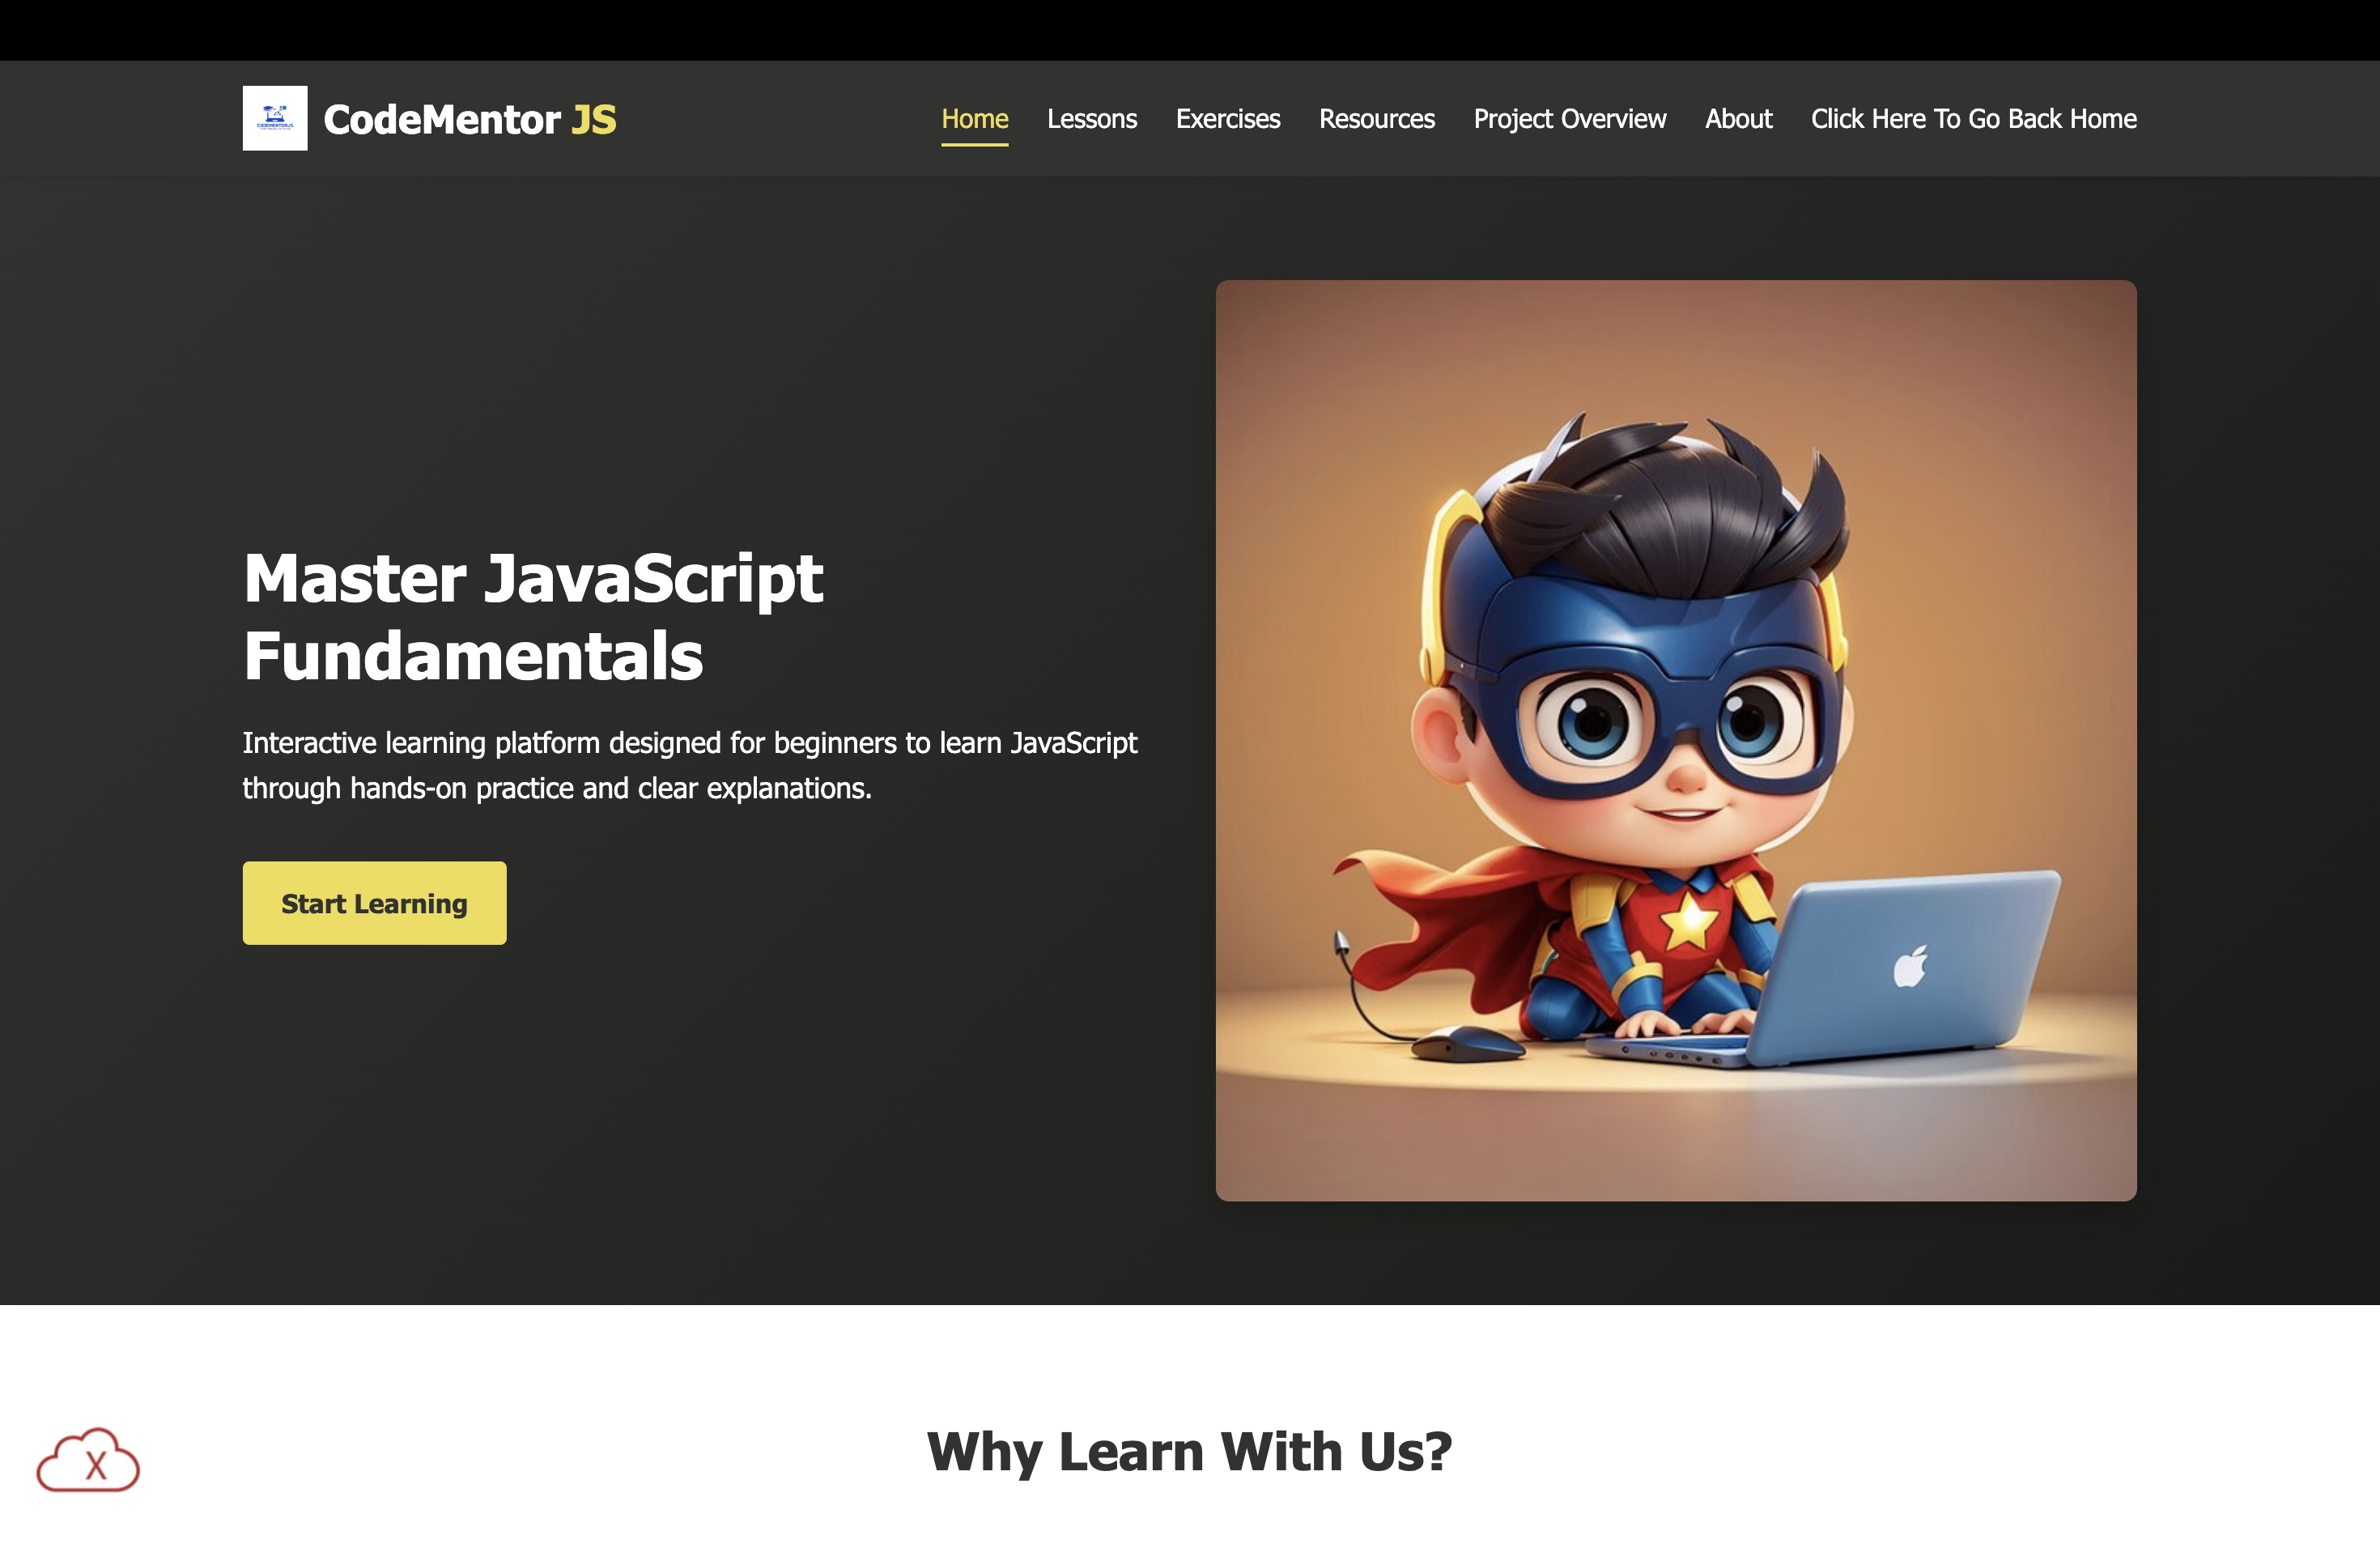 CodeMentor JS
Home Lessons Exercises Resources Project Overview About Click Here To Go Back Home
Master JavaScript
Fundamentals
Interactive learning platform designed for beginners to learn JavaScript
through hands-on practice and clear explanations.
Start Learning
X
Why Learn With Us?